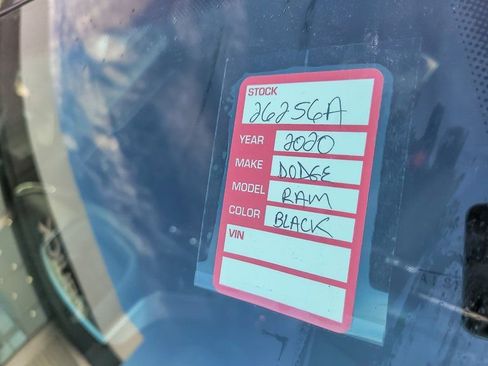 STOCK
26256A
YEAR 2020
MAKE DODGE
MODEL RAM
COLOR BLACK
VIN